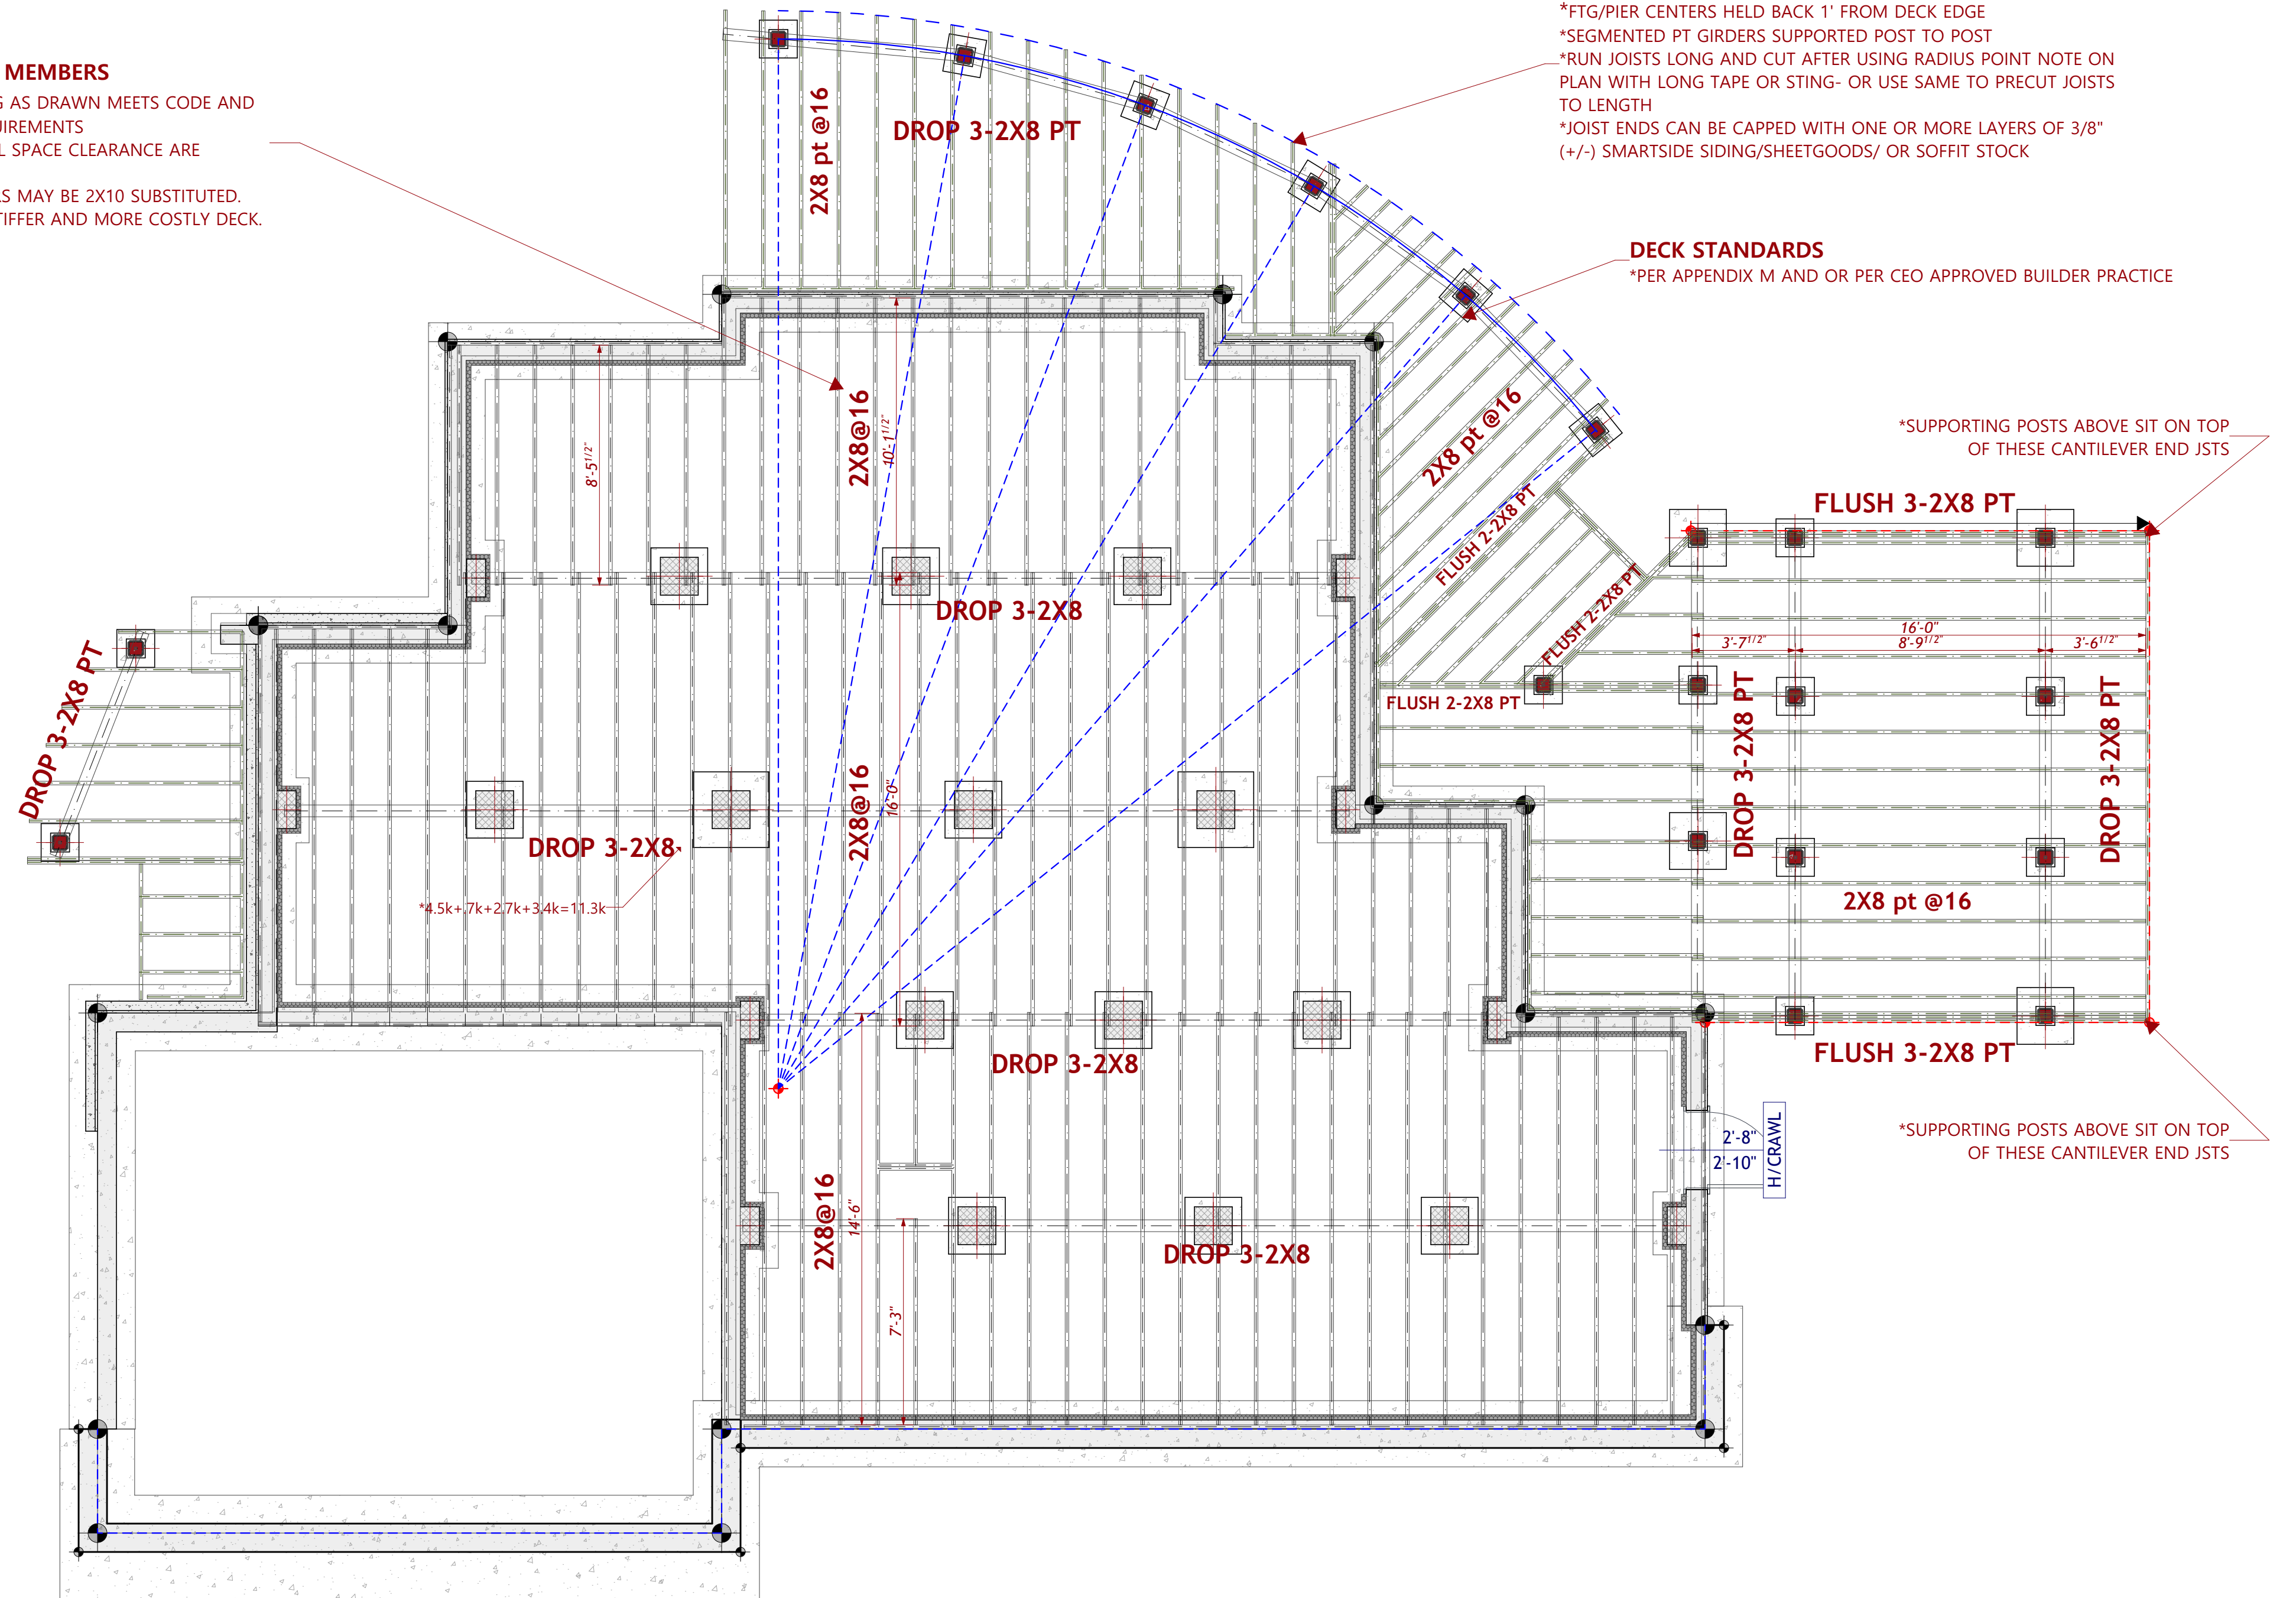 MEMBERS
G AS DRAWN MEETS CODE AND
UIREMENTS
L SPACE CLEARANCE ARE
RS MAY BE 2X10 SUBSTITUTED.
TIFFER AND MORE COSTLY DECK.
*FTG/PIER CENTERS HELD BACK 1' FROM DECK EDGE
*SEGMENTED PT GIRDERS SUPPORTED POST TO POST
*RUN JOISTS LONG AND CUT AFTER USING RADIUS POINT NOTE ON
PLAN WITH LONG TAPE OR STING- OR USE SAME TO PRECUT JOISTS
TO LENGTH
*JOIST ENDS CAN BE CAPPED WITH ONE OR MORE LAYERS OF 3/8"
(+/-) SMARTSIDE SIDING/SHEETGOODS/ OR SOFFIT STOCK
DECK STANDARDS
*PER APPENDIX M AND OR PER CEO APPROVED BUILDER PRACTICE
2X8 pt @16
DROP 3-2X8 PT
8'-5 1/2"
2X8@16
10'-1 1/2"
2X8 pt @16
FLUSH 2-2X8 PT
FLUSH 2-2X8 PT
FLUSH 2-2X8 PT
*SUPPORTING POSTS ABOVE SIT ON TOP
OF THESE CANTILEVER END JSTS
FLUSH 3-2X8 PT
16'-0"
3'-7 1/2"
8'-9 1/2"
3'-6 1/2"
DROP 3-2X8 PT
DROP 3-2X8 PT
2X8 pt @16
FLUSH 3-2X8 PT
*SUPPORTING POSTS ABOVE SIT ON TOP
OF THESE CANTILEVER END JSTS
DROP 3-2X8 PT
DROP 3-2X8
DROP 3-2X8
*4.5k+.7k+2.7k+3.4k=11.3k
2X8@16
16'-0"
DROP 3-2X8
2X8@16
14'-6"
7'-3"
DROP 3-2X8
2'-8"
2'-10"
H/CRAWL